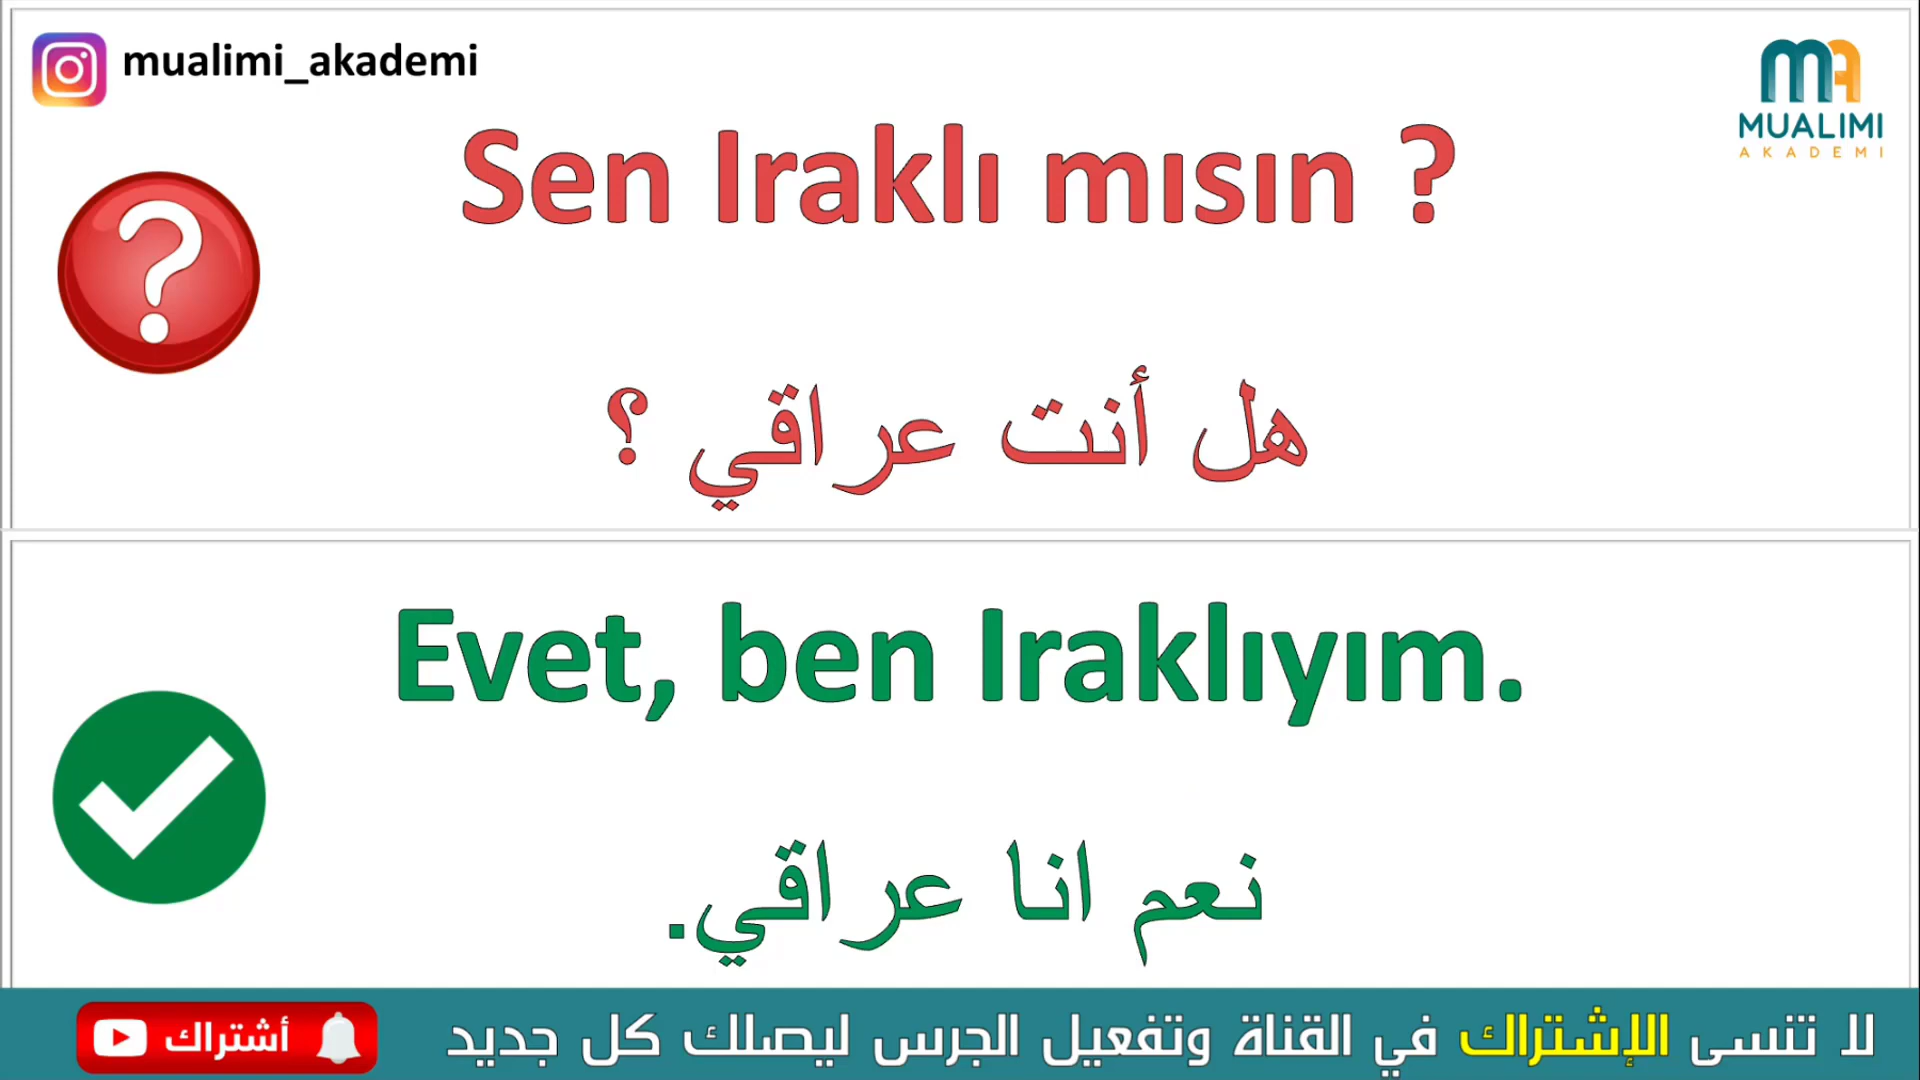 mualimi_akademi
MUALIMI
AKADEMI
Sen Iraklı mısın ?
هل أنت عراقي ؟
Evet, ben Iraklıyım.
نعم انا عراقي.
لا تنسى الإشتراك في القناة وتفعيل الجرس ليصلك كل جديد
أشتراك